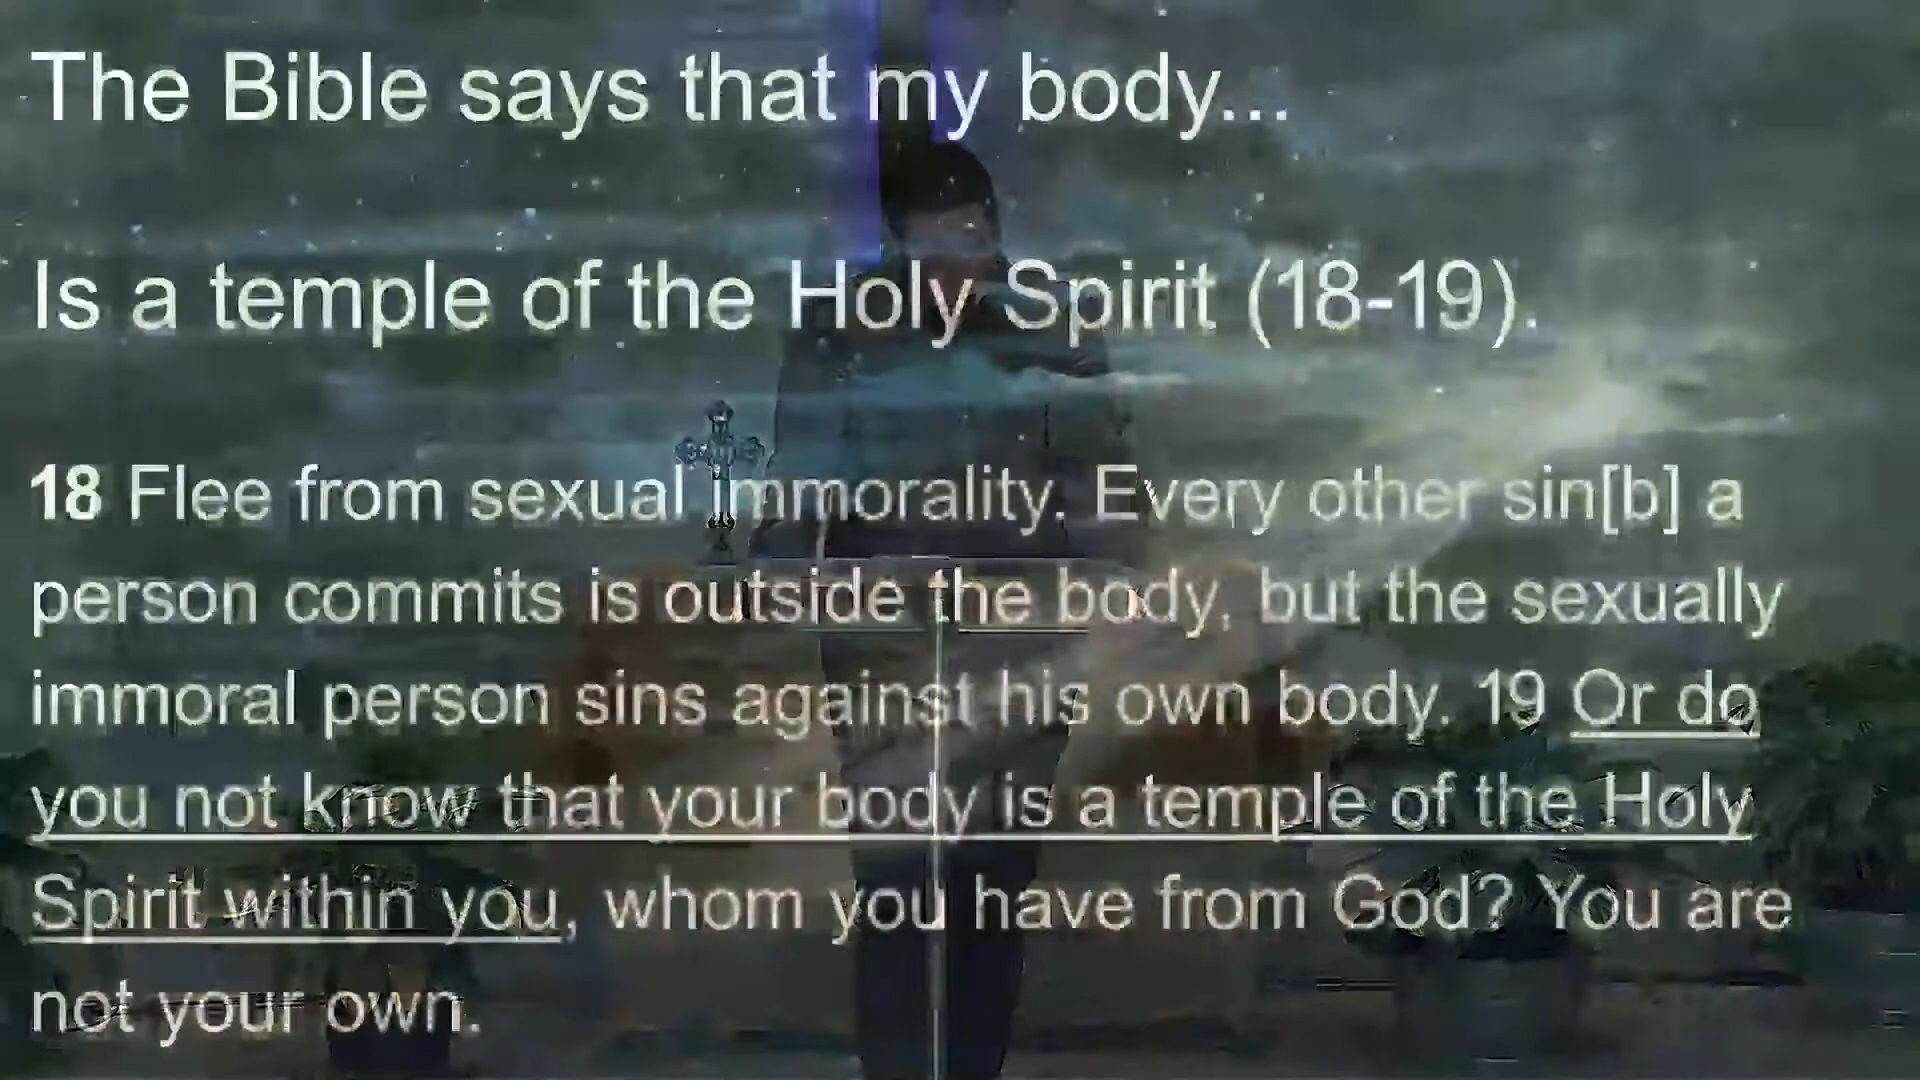 The Bible says that my body...
Is a temple of the Holy Spirit (18-19).
18 Flee from sexual immorality. Every other sin[b] a
person commits is outside the body, but the sexually
immoral person sins against his own body. 19 Or do
you not know that your body is a temple of the Holy
Spirit within you, whom you have from God? You are
not your own.